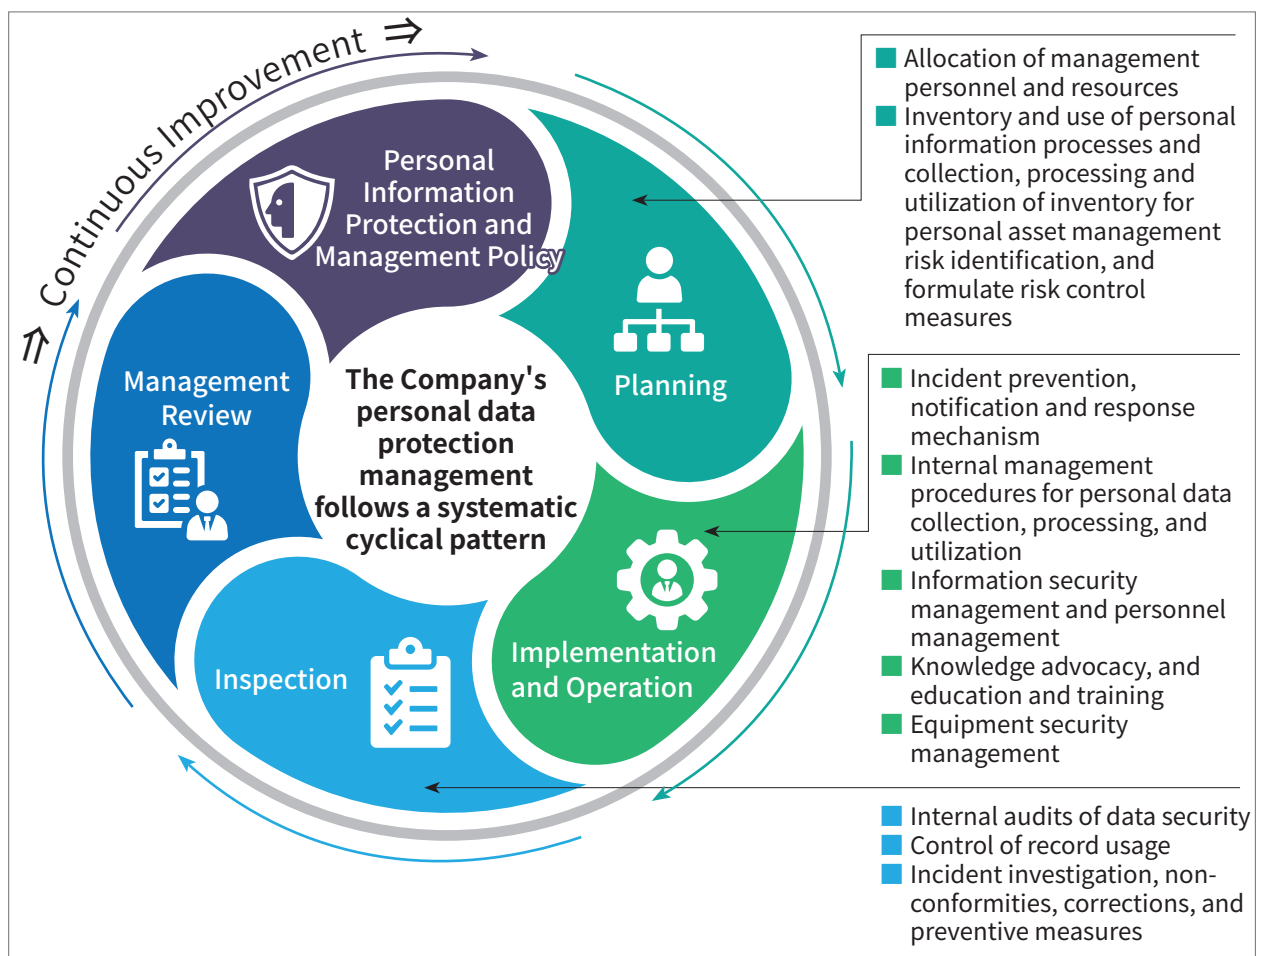 Continuous Improvement
Personal
Information
Protection and
Management Policy
Planning
Implementation
and Operation
Inspection
Management
Review
The Company's
personal data
protection
management
follows a systematic
cyclical pattern
Allocation of management
personnel and resources
Inventory and use of personal
information processes and
collection, processing and
utilization of inventory for
personal asset management
risk identification, and
formulate risk control
measures
Incident prevention,
notification and response
mechanism
Internal management
procedures for personal data
collection, processing, and
utilization
Information security
management and personnel
management
Knowledge advocacy, and
education and training
Equipment security
management
Internal audits of data security
Control of record usage
Incident investigation, non-
conformities, corrections, and
preventive measures